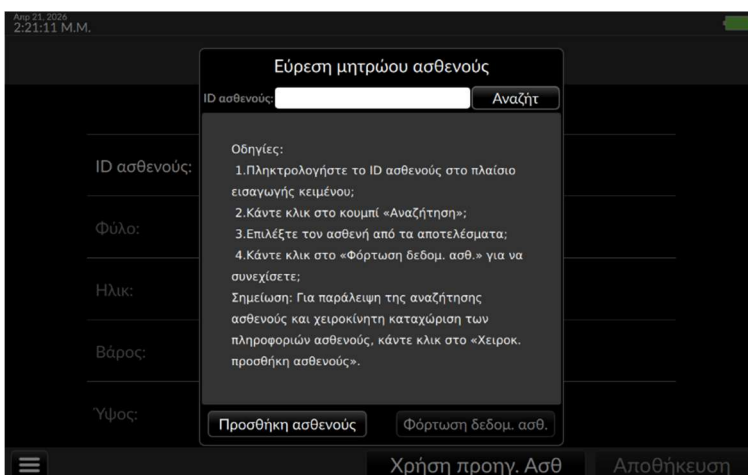 Απρ 21, 2026
2:21:11 Μ.Μ.
Εύρεση μητρώου ασθενούς
ID ασθενούς:
Αναζήτ
Οδηγίες:
1.Πληκτρολογήστε το ID ασθενούς στο πλαίσιο
εισαγωγής κειμένου;
2.Κάντε κλικ στο κουμπί «Αναζήτηση»;
3.Επιλέξτε τον ασθενή από τα αποτελέσματα;
4.Κάντε κλικ στο «Φόρτωση δεδομ. ασθ.» για να
συνεχίσετε;
Σημείωση: Για παράλειψη της αναζήτησης
ασθενούς και χειροκίνητη καταχώριση των
πληροφοριών ασθενούς, κάντε κλικ στο «Χειροκ.
προσθήκη ασθενούς».
Προσθήκη ασθενούς
Φόρτωση δεδομ. ασθ.
ID ασθενούς:
Φύλο:
Ηλικ:
Βάρος:
Ύψος:
Χρήση προηγ. Ασθ
Αποθήκευση